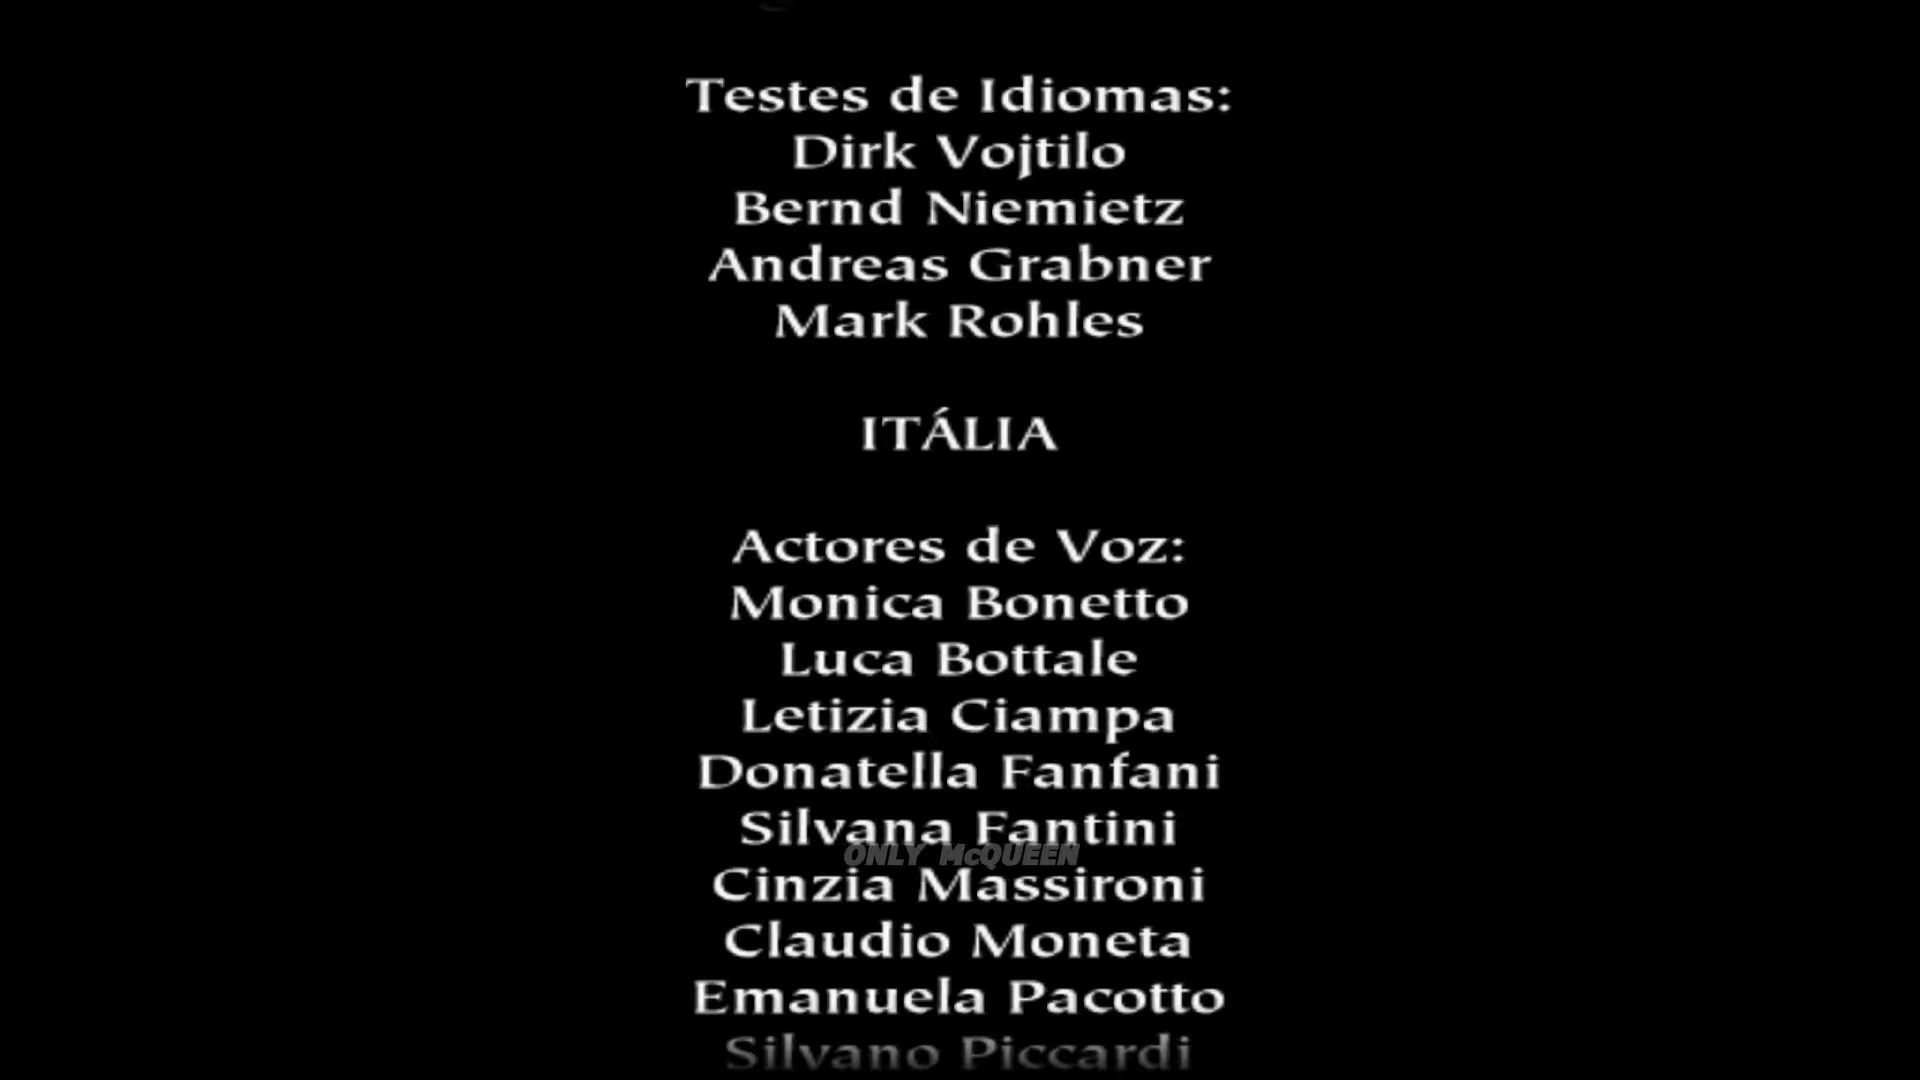 Testes de Idiomas:
Dirk Vojtilo
Bernd Niemietz
Andreas Grabner
Mark Rohles
ITÁLIA
Actores de Voz:
Monica Bonetto
Luca Bottale
Letizia Ciampa
Donatella Fanfani
Silvana Fantini
ONLY McQUEEN
Cinzia Massironi
Claudio Moneta
Emanuela Pacotto
Silvano Piccardi